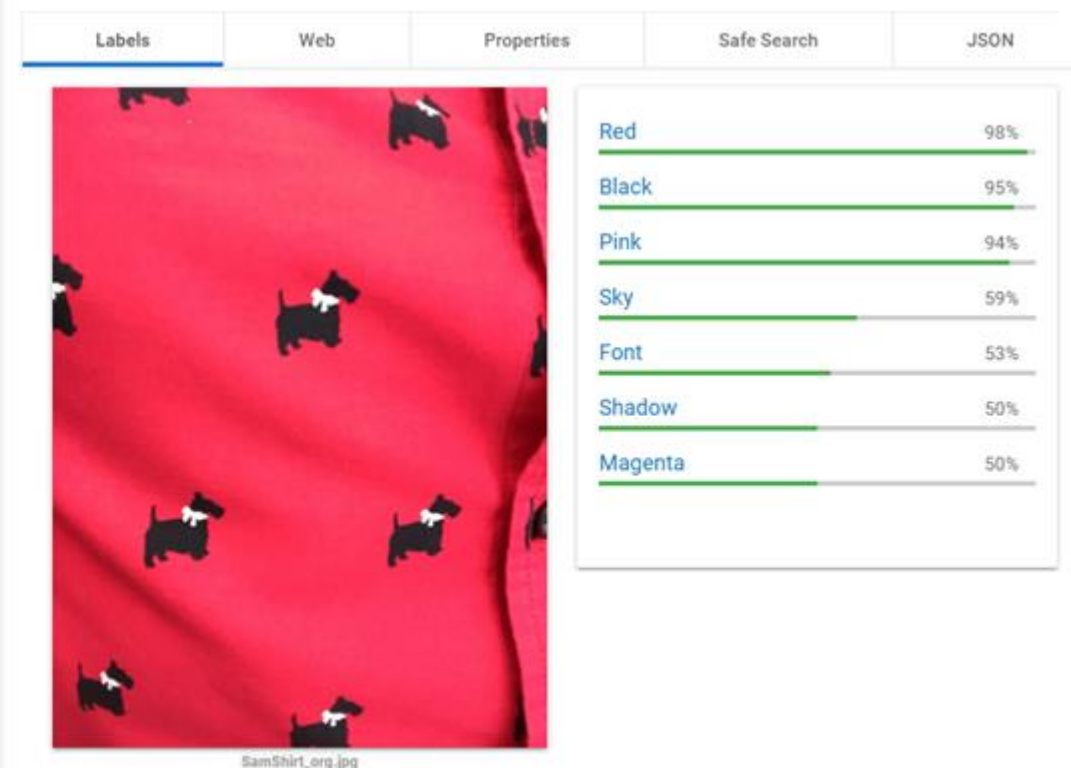 Labels Web Properties Safe Search JSON
Red 98%
Black 95%
Pink 94%
Sky 59%
Font 53%
Shadow 50%
Magenta 50%
SamShirt_org.jpg